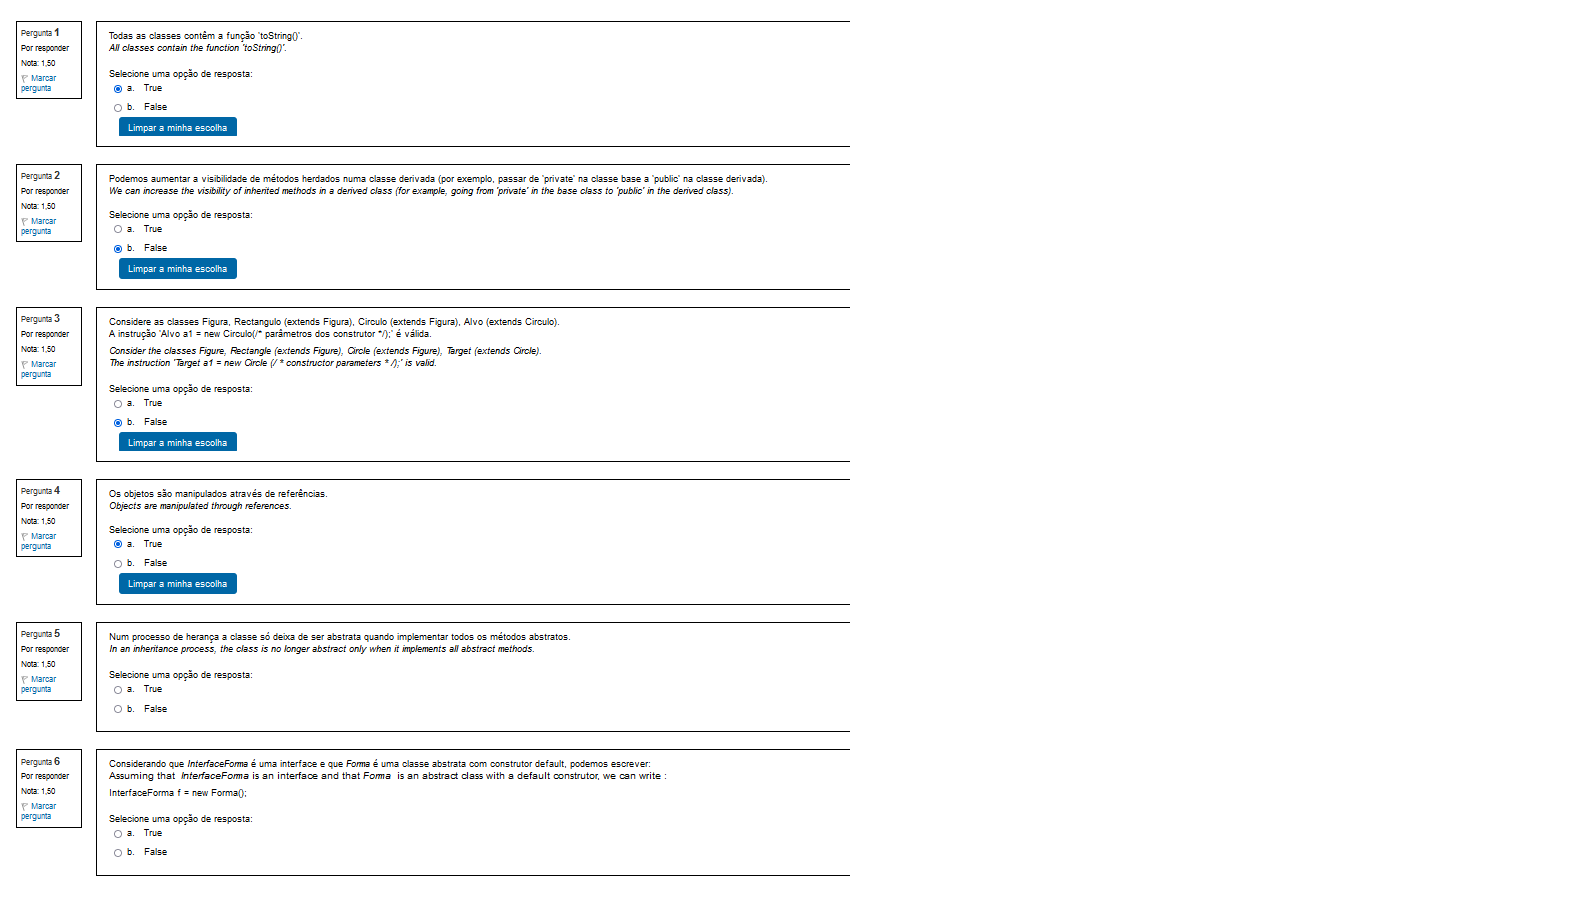 Pergunta 1
Por responder
Nota: 1,50
Marcar
pergunta
Todas as classes contêm a função 'toString()'.
All classes contain the function 'toString()'.
Selecione uma opção de resposta:
a. True
b. False
Limpar a minha escolha
Pergunta 2
Por responder
Nota: 1,50
Marcar
pergunta
Podemos aumentar a visibilidade de métodos herdados numa classe derivada (por exemplo, passar de 'private' na classe base a 'public' na classe derivada).
We can increase the visibility of inherited methods in a derived class (for example, going from 'private' in the base class to 'public' in the derived class).
Selecione uma opção de resposta:
a. True
b. False
Limpar a minha escolha
Pergunta 3
Por responder
Nota: 1,50
Marcar
pergunta
Considere as classes Figura, Rectangulo (extends Figura), Circulo (extends Figura), Alvo (extends Circulo).
A instrução 'Alvo a1 = new Circulo(/* parâmetros dos construtor */);' é válida.
Consider the classes Figure, Rectangle (extends Figure), Circle (extends Figure), Target (extends Circle).
The instruction 'Target a1 = new Circle (/ * constructor parameters * /);' is valid.
Selecione uma opção de resposta:
a. True
b. False
Limpar a minha escolha
Pergunta 4
Por responder
Nota: 1,50
Marcar
pergunta
Os objetos são manipulados através de referências.
Objects are manipulated through references.
Selecione uma opção de resposta:
a. True
b. False
Limpar a minha escolha
Pergunta 5
Por responder
Nota: 1,50
Marcar
pergunta
Num processo de herança a classe só deixa de ser abstrata quando implementar todos os métodos abstratos.
In an inheritance process, the class is no longer abstract only when it implements all abstract methods.
Selecione uma opção de resposta:
a. True
b. False
Pergunta 6
Por responder
Nota: 1,50
Marcar
pergunta
Considerando que InterfaceForma é uma interface e que Forma é uma classe abstrata com construtor default, podemos escrever:
Assuming that InterfaceForma is an interface and that Forma is an abstract class with a default construtor, we can write :
InterfaceForma f = new Forma();
Selecione uma opção de resposta:
a. True
b. False